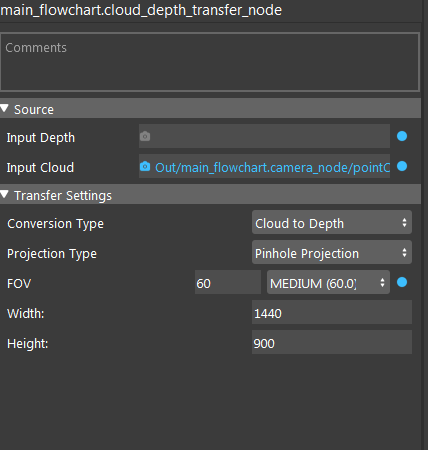 main_flowchart.cloud_depth_transfer_node
Comments
Source
Input Depth
Input Cloud Out/main_flowchart.camera_node/pointC
Transfer Settings
Conversion Type Cloud to Depth
Projection Type Pinhole Projection
FOV 60 MEDIUM (60.0)
Width: 1440
Height: 900